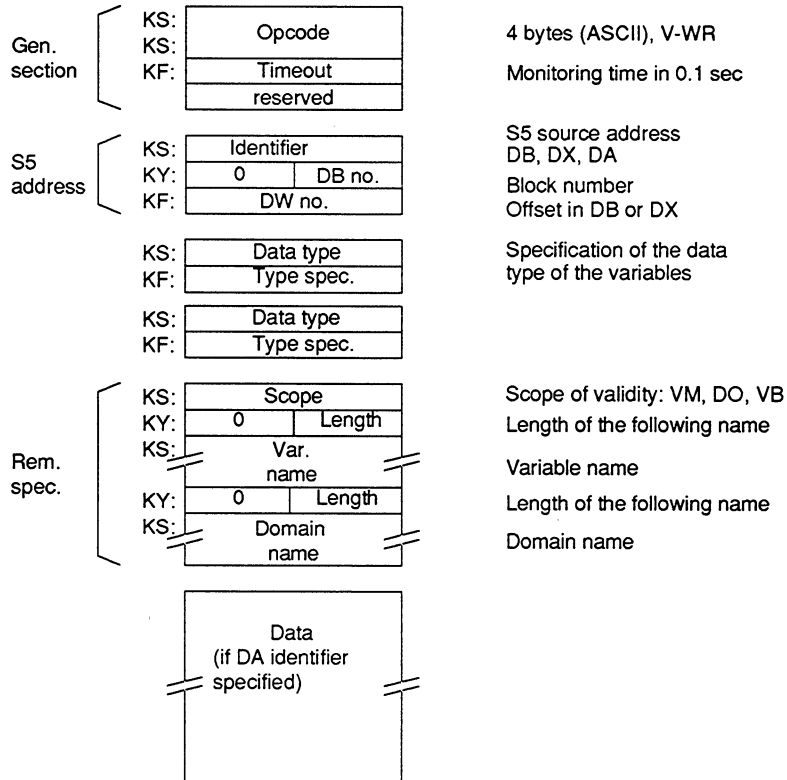 Gen.
section
KS:
KS:
Opcode
4 bytes (ASCII), V-WR
KF:
Timeout
Monitoring time in 0.1 sec
reserved
S5
address
KS:
Identifier
S5 source address
DB, DX, DA
KY:
0
DB no.
Block number
KF:
DW no.
Offset in DB or DX
KS:
Data type
Specification of the data
type of the variables
KF:
Type spec.
KS:
Data type
KF:
Type spec.
Rem.
spec.
KS:
Scope
Scope of validity: VM, DO, VB
KY:
0
Length
Length of the following name
KS:
Var.
name
Variable name
KY:
0
Length
Length of the following name
KS:
Domain
name
Domain name
Data
(if DA identifier
specified)